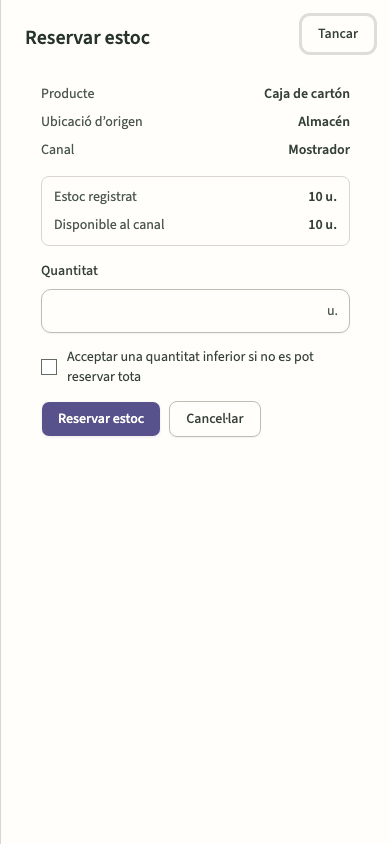 Reservar estoc
Tancar
Producte Caja de cartón
Ubicació d’origen Almacén
Canal Mostrador
Estoc registrat 10 u.
Disponible al canal 10 u.
Quantitat
u.
Acceptar una quantitat inferior si no es pot
reservar tota
Reservar estoc Cancel·lar